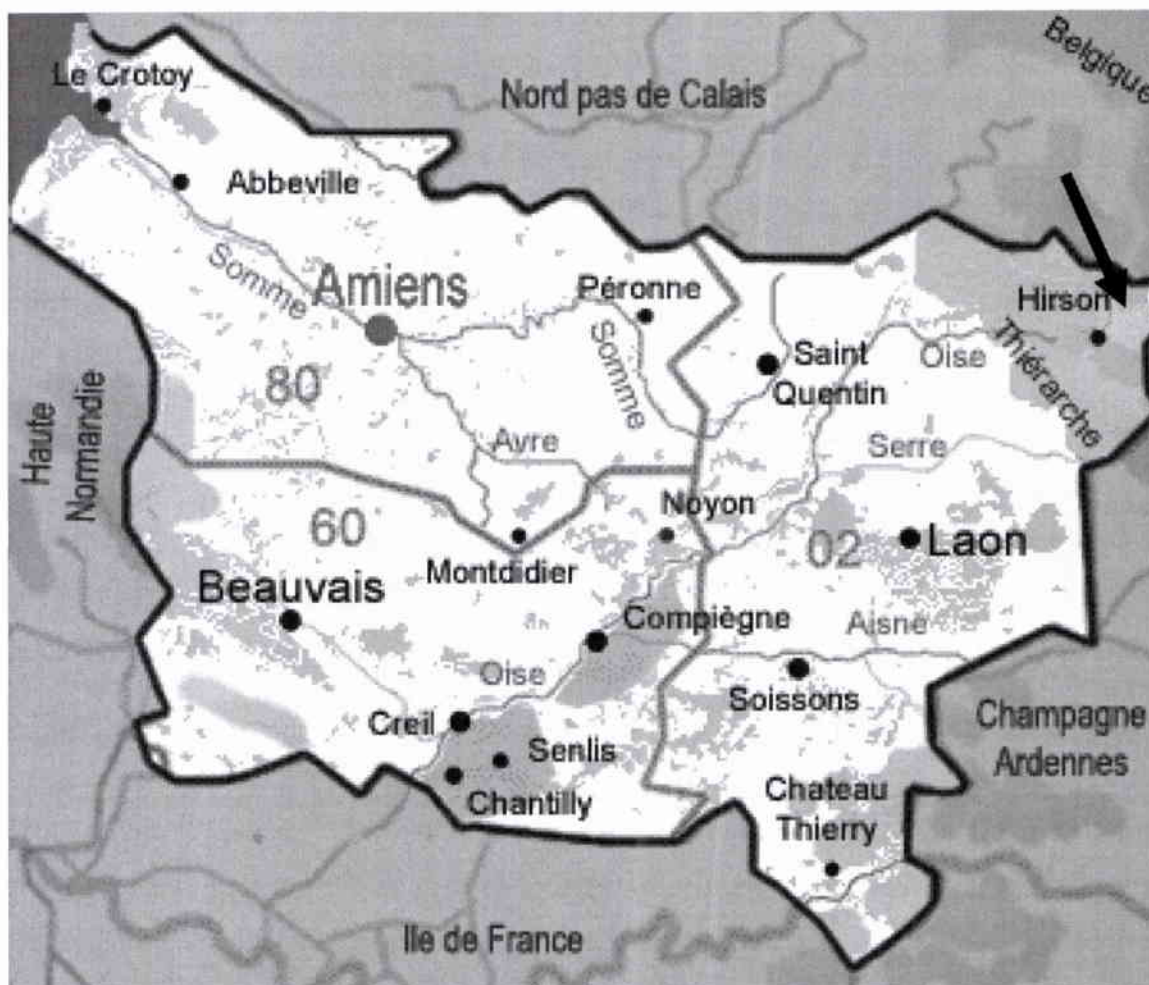 Le Crotoy
Nord pas de Calais
Belgique
Abbeville
Somme
Amiens
Péronne
Hirson
Somme
Saint
Quentin
Oise
Thiérarche
80
Haute
Normandie
Avre
Serre
Noyon
60
Montdidier
02
Laon
Beauvais
Compiègne
Aisne
Oise
Soissons
Creil
Senlis
Chantilly
Champagne
Ardennes
Chateau
Thierry
Ile de France